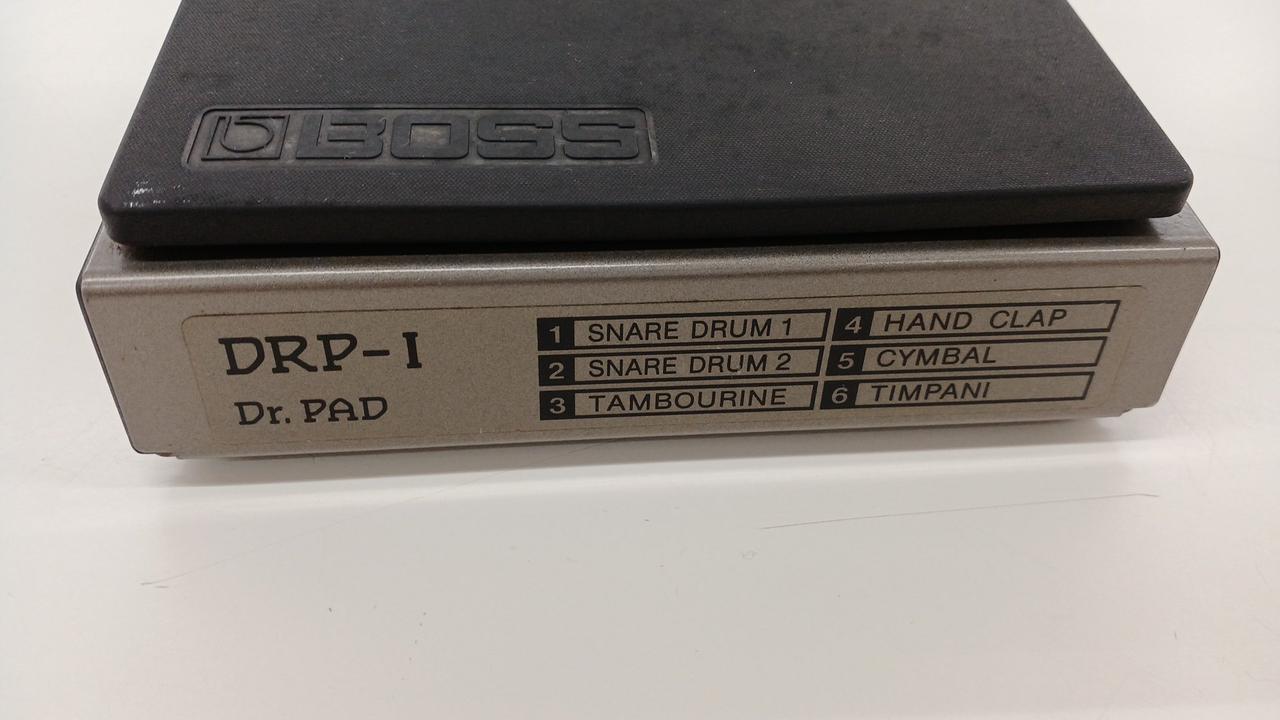 BOSS
DRP-I
Dr. PAD
1 SNARE DRUM 1
2 SNARE DRUM 2
3 TAMBOURINE
4 HAND CLAP
5 CYMBAL
6 TIMPANI